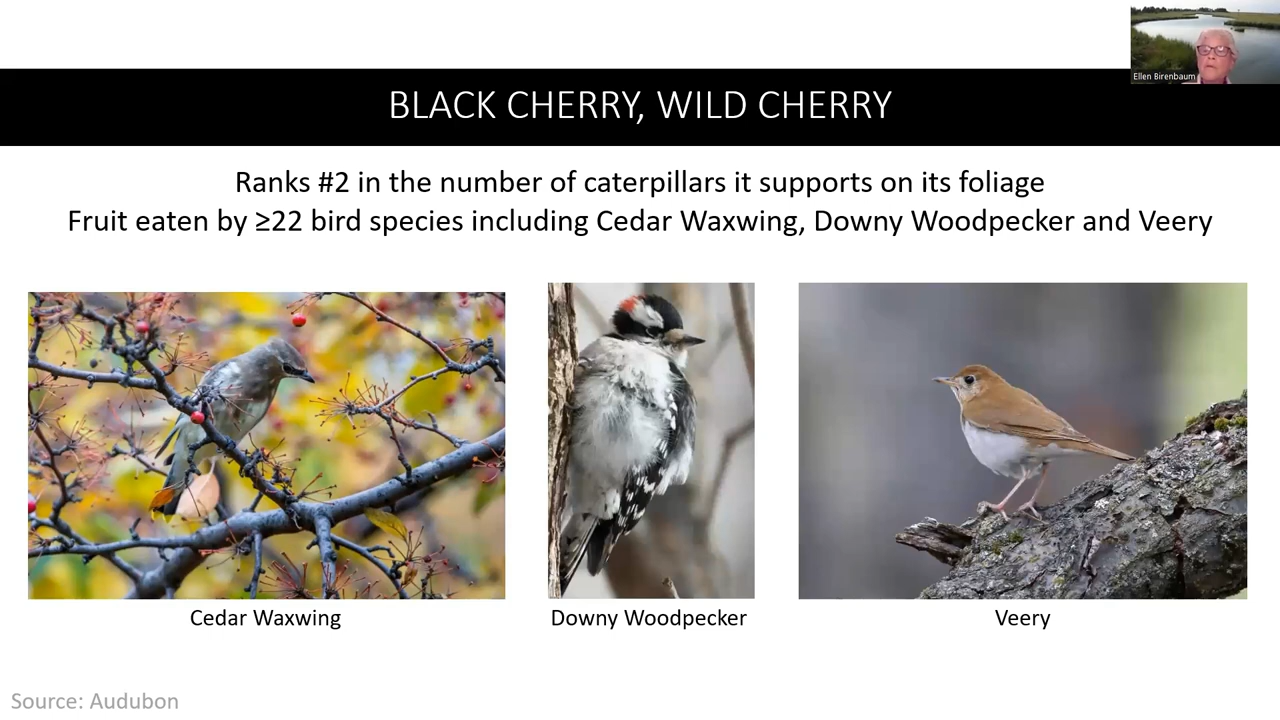 Ellen Birenbaum
BLACK CHERRY, WILD CHERRY
Ranks #2 in the number of caterpillars it supports on its foliage
Fruit eaten by ≥22 bird species including Cedar Waxwing, Downy Woodpecker and Veery
Cedar Waxwing
Downy Woodpecker
Veery
Source: Audubon